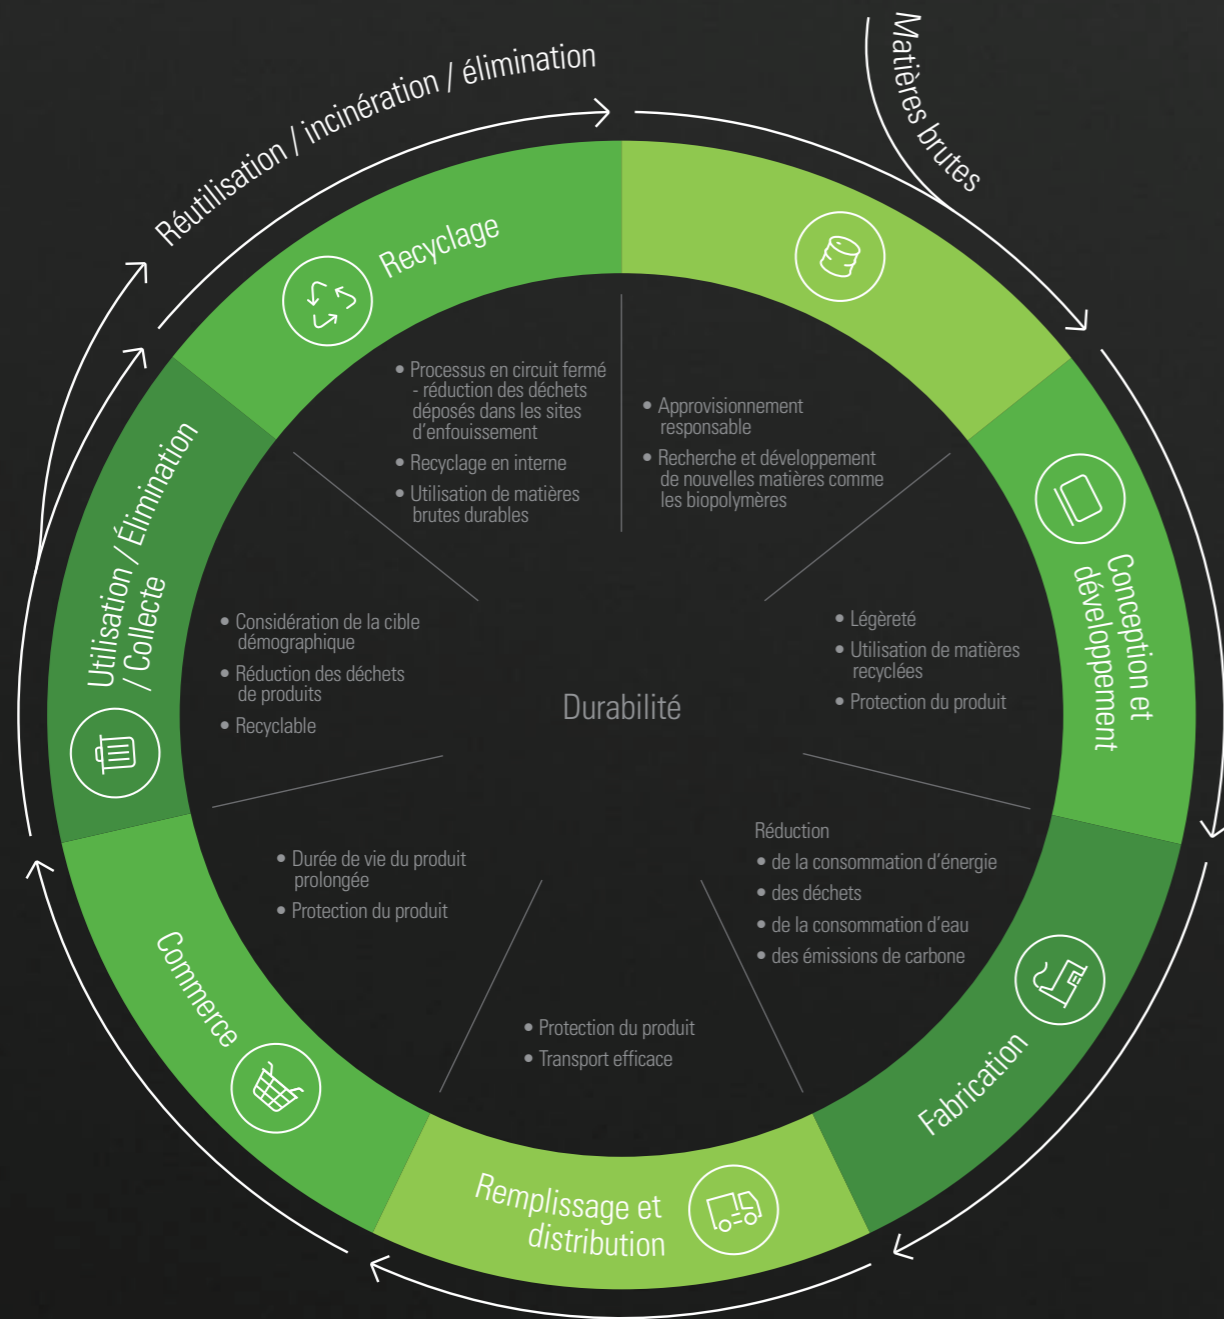 Matières brutes
Réutilisation / incinération / élimination
Recyclage
• Processus en circuit fermé
- réduction des déchets
déposés dans les sites
d'enfouissement
• Recyclage en interne
• Utilisation de matières
brutes durables
• Approvisionnement
responsable
• Recherche et développement
de nouvelles matières comme
les biopolymères
Conception et
développement
• Légèreté
• Utilisation de matières
recyclées
• Protection du produit
Utilisation / Élimination
/ Collecte
• Considération de la cible
démographique
• Réduction des déchets
de produits
• Recyclable
Durabilité
Réduction
• de la consommation d'énergie
• des déchets
• de la consommation d'eau
• des émissions de carbone
Fabrication
• Durée de vie du produit
prolongée
• Protection du produit
Commerce
• Protection du produit
• Transport efficace
Remplissage et
distribution